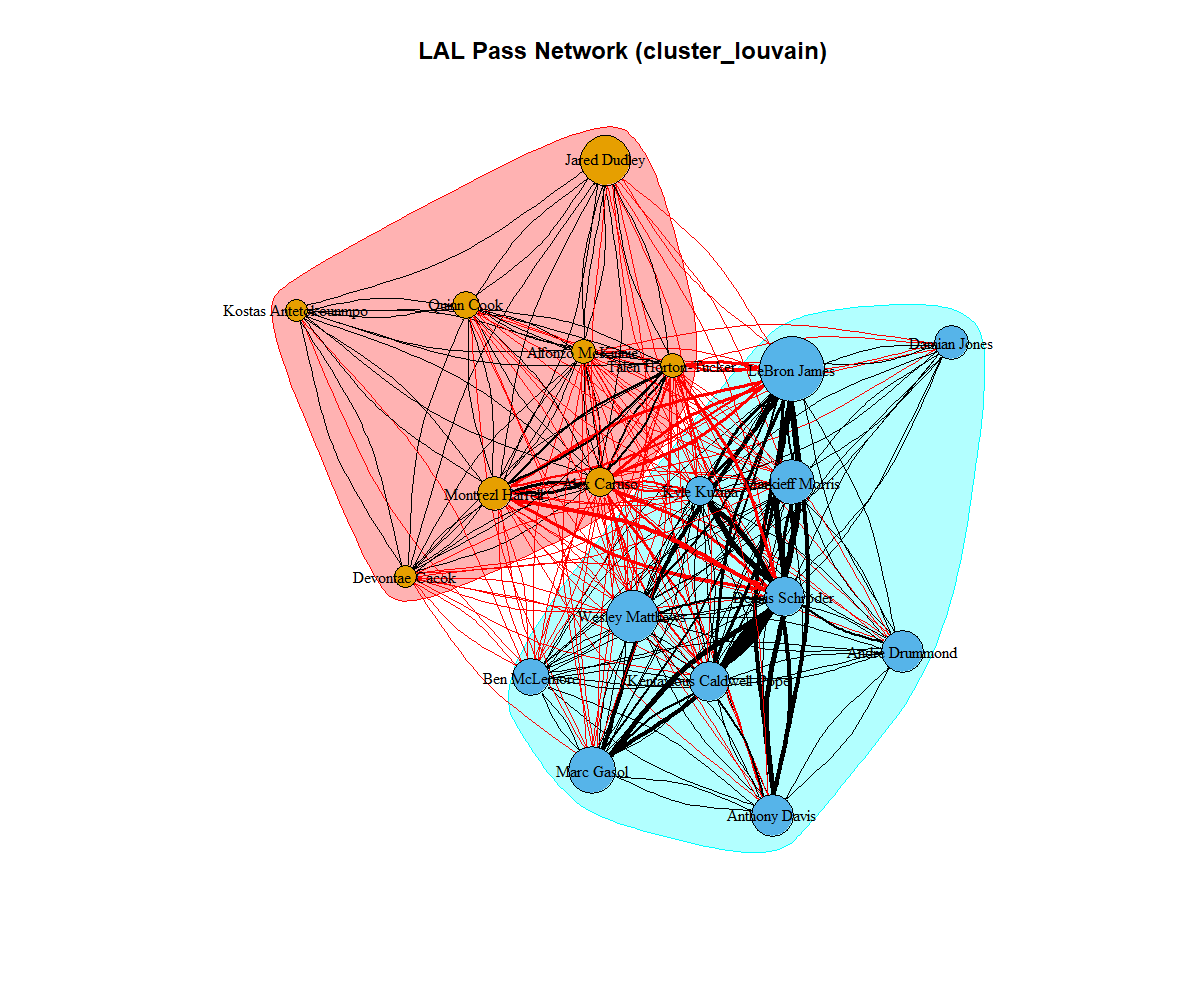 LAL Pass Network (cluster_louvain)
Jared Dudley
Kostas Antetokounmpo
Quinn Cook
Damian Jones
Alfonzo McKinnie
Talen Horton-Tucker
LeBron James
Alex Caruso
Markieff Morris
Kyle Kuzma
Montrezl Harrell
Devontae Cacok
Dennis Schroder
Wesley Matthews
Andre Drummond
Ben McLemore
Kentavious Caldwell-Pope
Marc Gasol
Anthony Davis